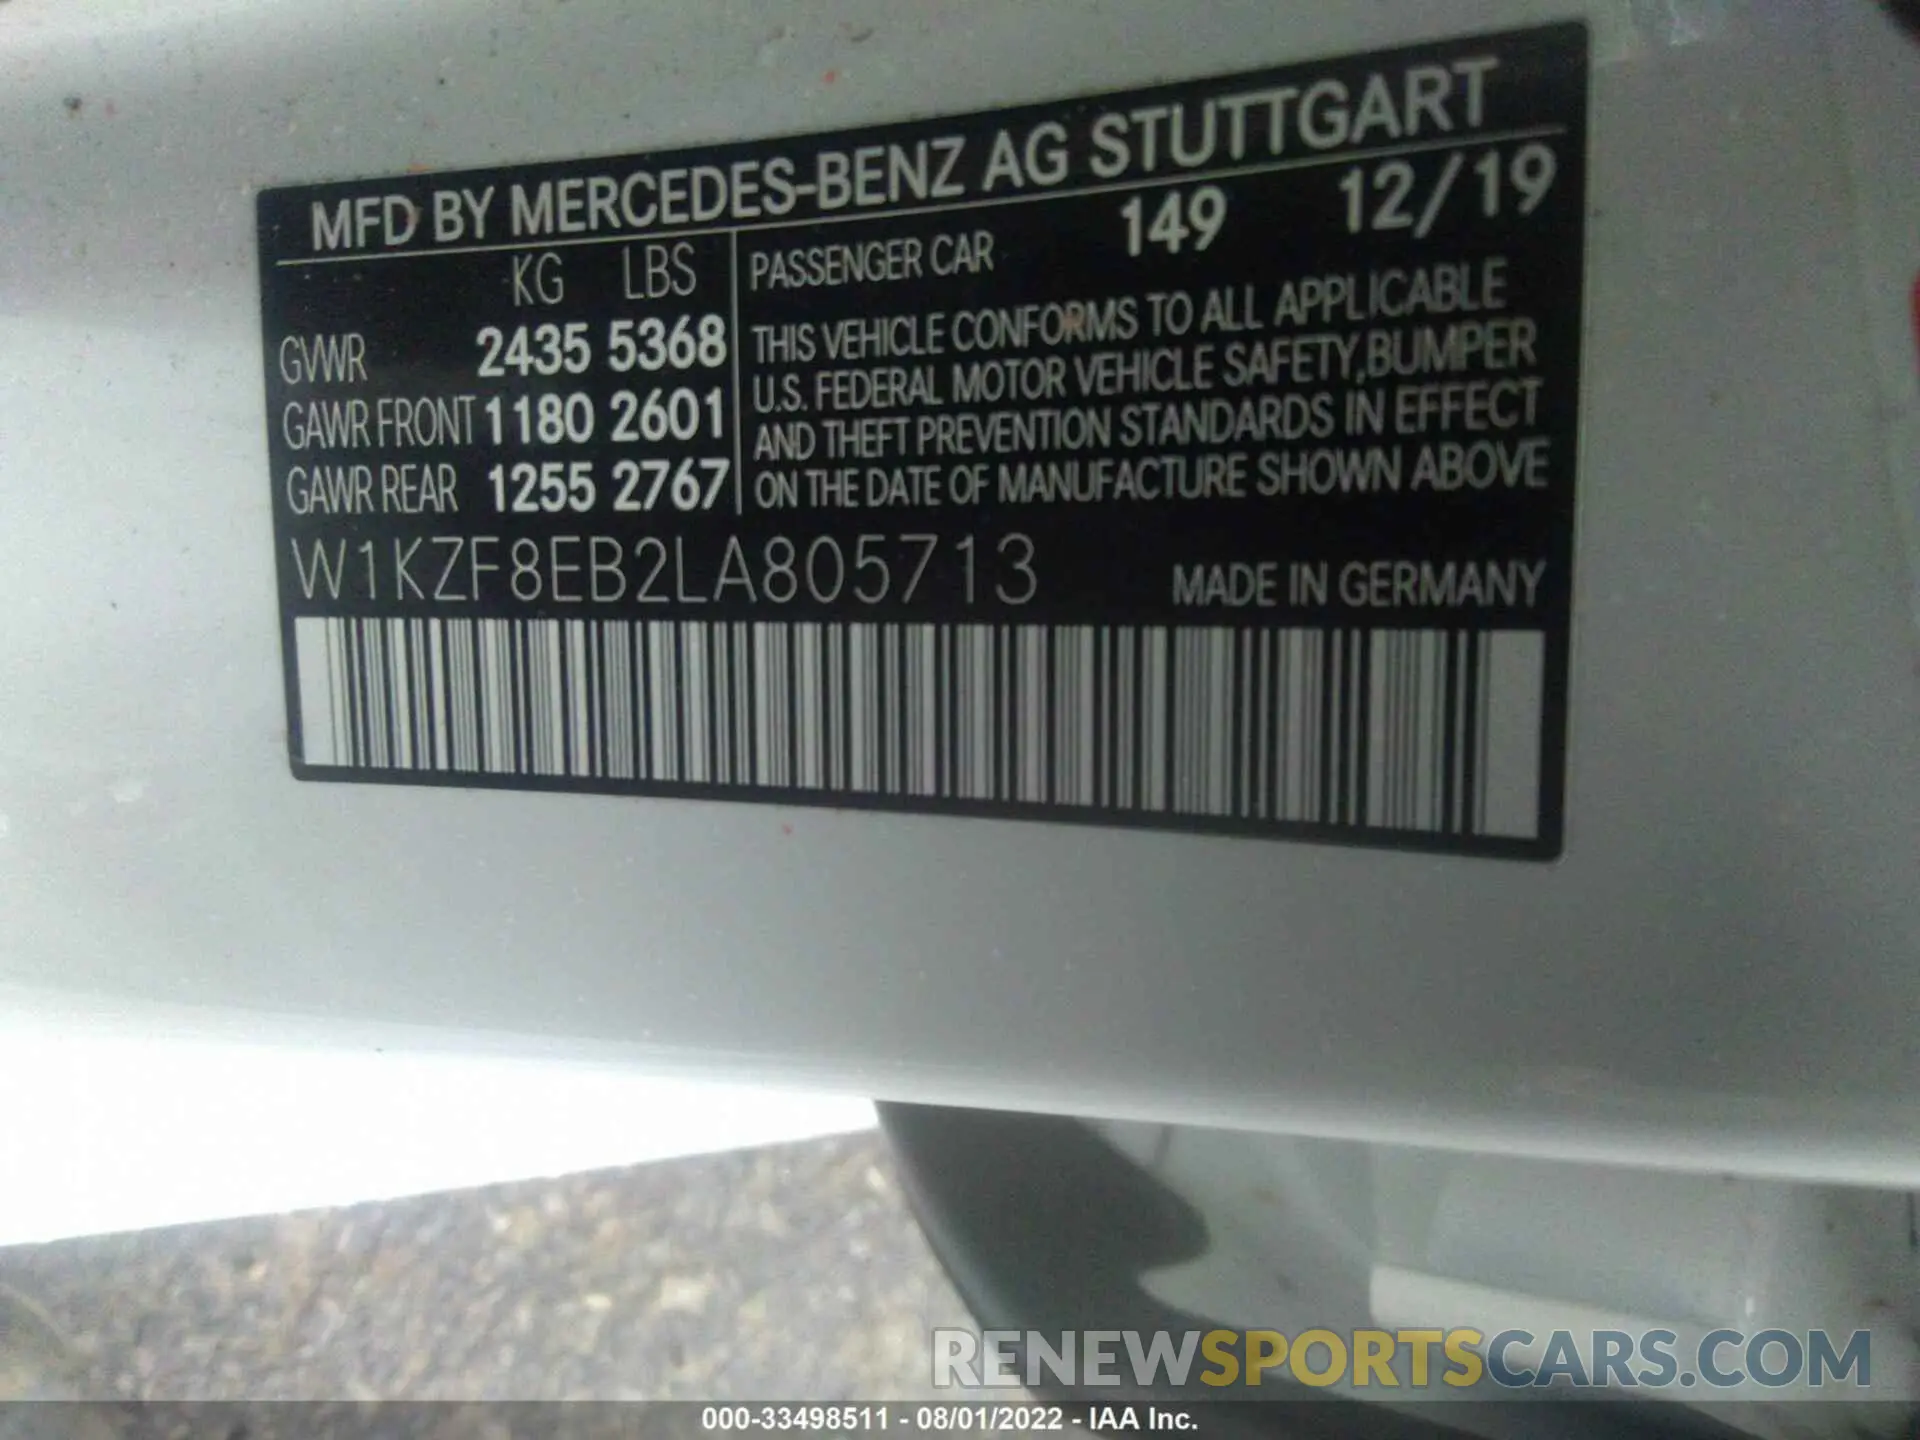 MFD BY MERCEDES-BENZ AG STUTTGART
KG LBS
GVWR 2435 5368
GAWR FRONT 1180 2601
GAWR REAR 1255 2767
PASSENGER CAR 149 12/19
THIS VEHICLE CONFORMS TO ALL APPLICABLE
U.S. FEDERAL MOTOR VEHICLE SAFETY,BUMPER
AND THEFT PREVENTION STANDARDS IN EFFECT
ON THE DATE OF MANUFACTURE SHOWN ABOVE
W1KZF8EB2LA805713 MADE IN GERMANY
RENEWSPORTSCARS.COM
000-33498511 - 08/01/2022 - IAA Inc.